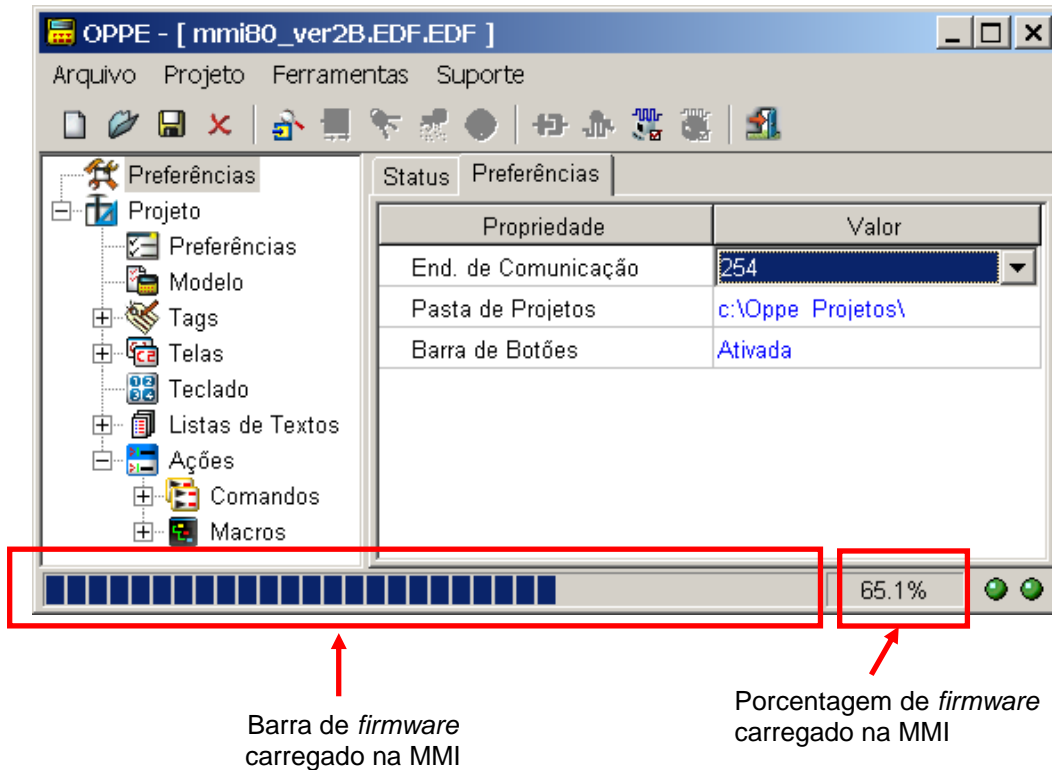 OPPE - [ mmi80_ver2B.EDF.EDF ]
Arquivo Projeto Ferramentas Suporte
Preferências
Projeto
Preferências
Modelo
Tags
Telas
Teclado
Listas de Textos
Ações
Comandos
Macros
Status Preferências
Propriedade Valor
End. de Comunicação 254
Pasta de Projetos c:\Oppe Projetos\
Barra de Botões Ativada
65.1%
Barra de firmware
carregado na MMI
Porcentagem de firmware
carregado na MMI